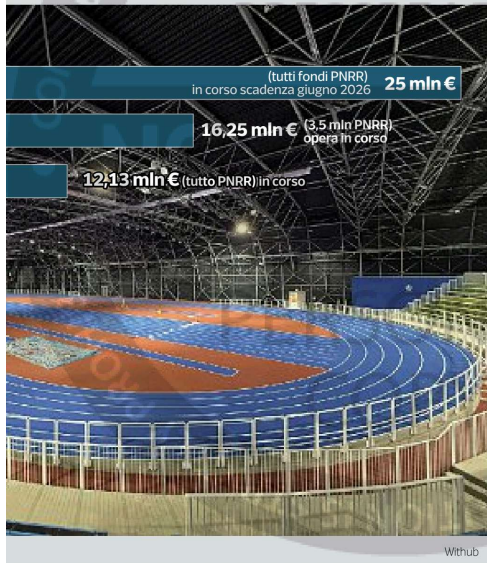 (tutti fondi PNRR)
in corso scadenza giugno 2026 25 mln €
16,25 mln € (3,5 mln PNRR)
opera in corso
12,13 mln € (tutto PNRR) in corso
Withub